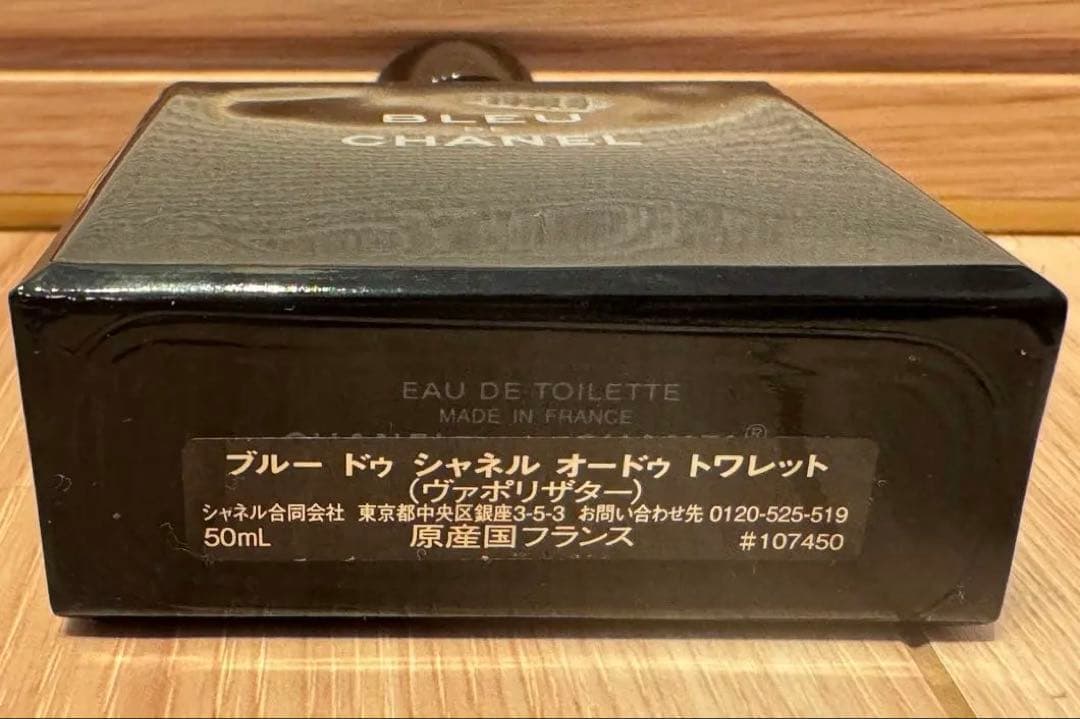 BLEU
CHANEL
EAU DE TOILETTE
MADE IN FRANCE
ブルー ドゥ シャネル オードゥ トワレット
(ヴァポリザター)
シャネル合同会社 東京都中央区銀座3-5-3 お問い合わせ先 0120-525-519
50mL 原産国フランス #107450